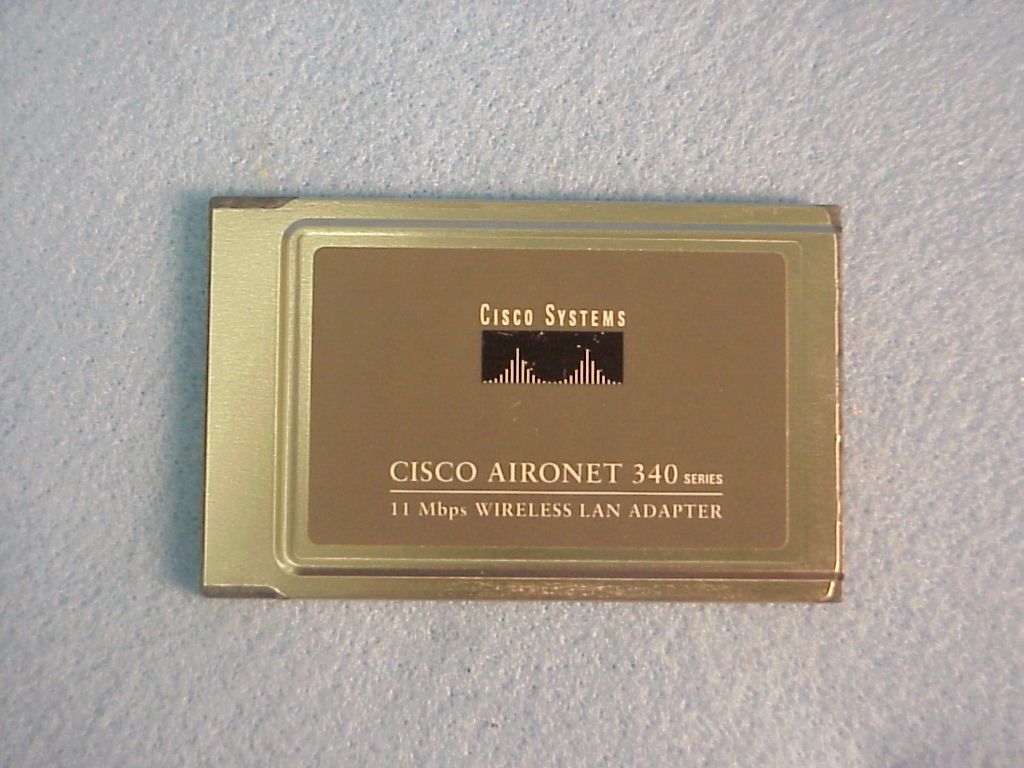 CISCO SYSTEMS
CISCO AIRONET 340 SERIES
11 Mbps WIRELESS LAN ADAPTER